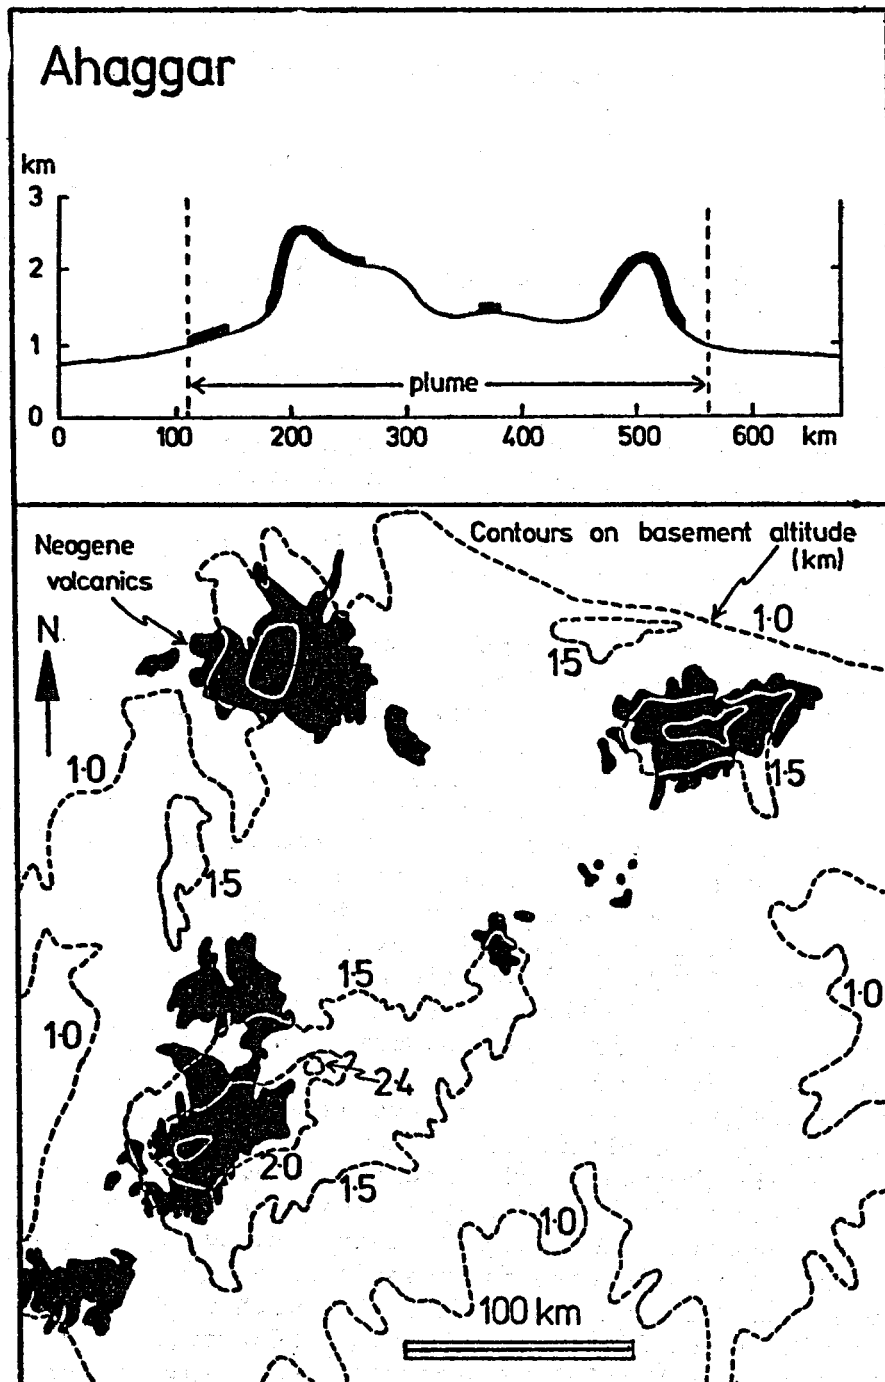 Ahaggar
km
3
2
1
0
plume
0 100 200 300 400 500 600 km
Neogene
volcanics
Contours on basement altitude
(km)
N
1·0
1·5
1·0
1·5
1·5
1·5
1·0
1·0
2·4
2·0
1·5
1·0
100 km